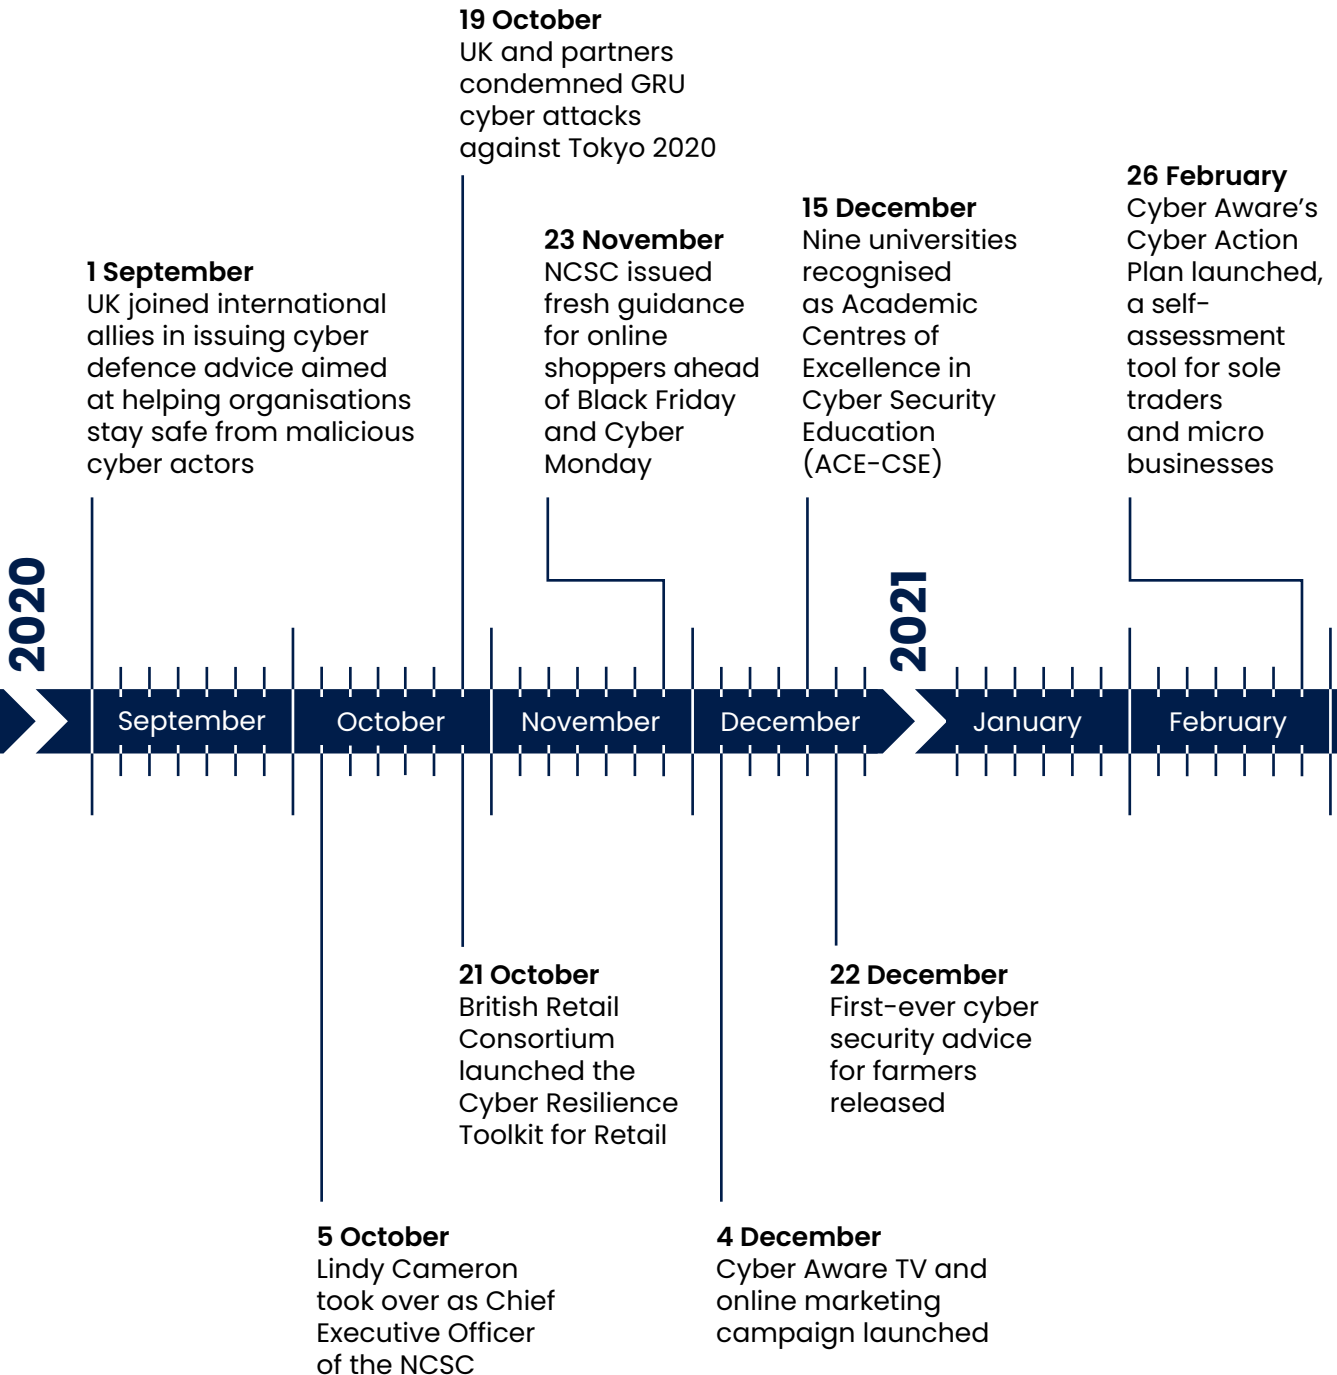 19 October
UK and partners
condemned GRU
cyber attacks
against Tokyo 2020
1 September
UK joined international
allies in issuing cyber
defence advice aimed
at helping organisations
stay safe from malicious
cyber actors
23 November
NCSC issued
fresh guidance
for online
shoppers ahead
of Black Friday
and Cyber
Monday
15 December
Nine universities
recognised
as Academic
Centres of
Excellence in
Cyber Security
Education
(ACE-CSE)
26 February
Cyber Aware’s
Cyber Action
Plan launched,
a self-
assessment
tool for sole
traders
and micro
businesses
2020
2021
September
October
November
December
January
February
21 October
British Retail
Consortium
launched the
Cyber Resilience
Toolkit for Retail
22 December
First-ever cyber
security advice
for farmers
released
5 October
Lindy Cameron
took over as Chief
Executive Officer
of the NCSC
4 December
Cyber Aware TV and
online marketing
campaign launched